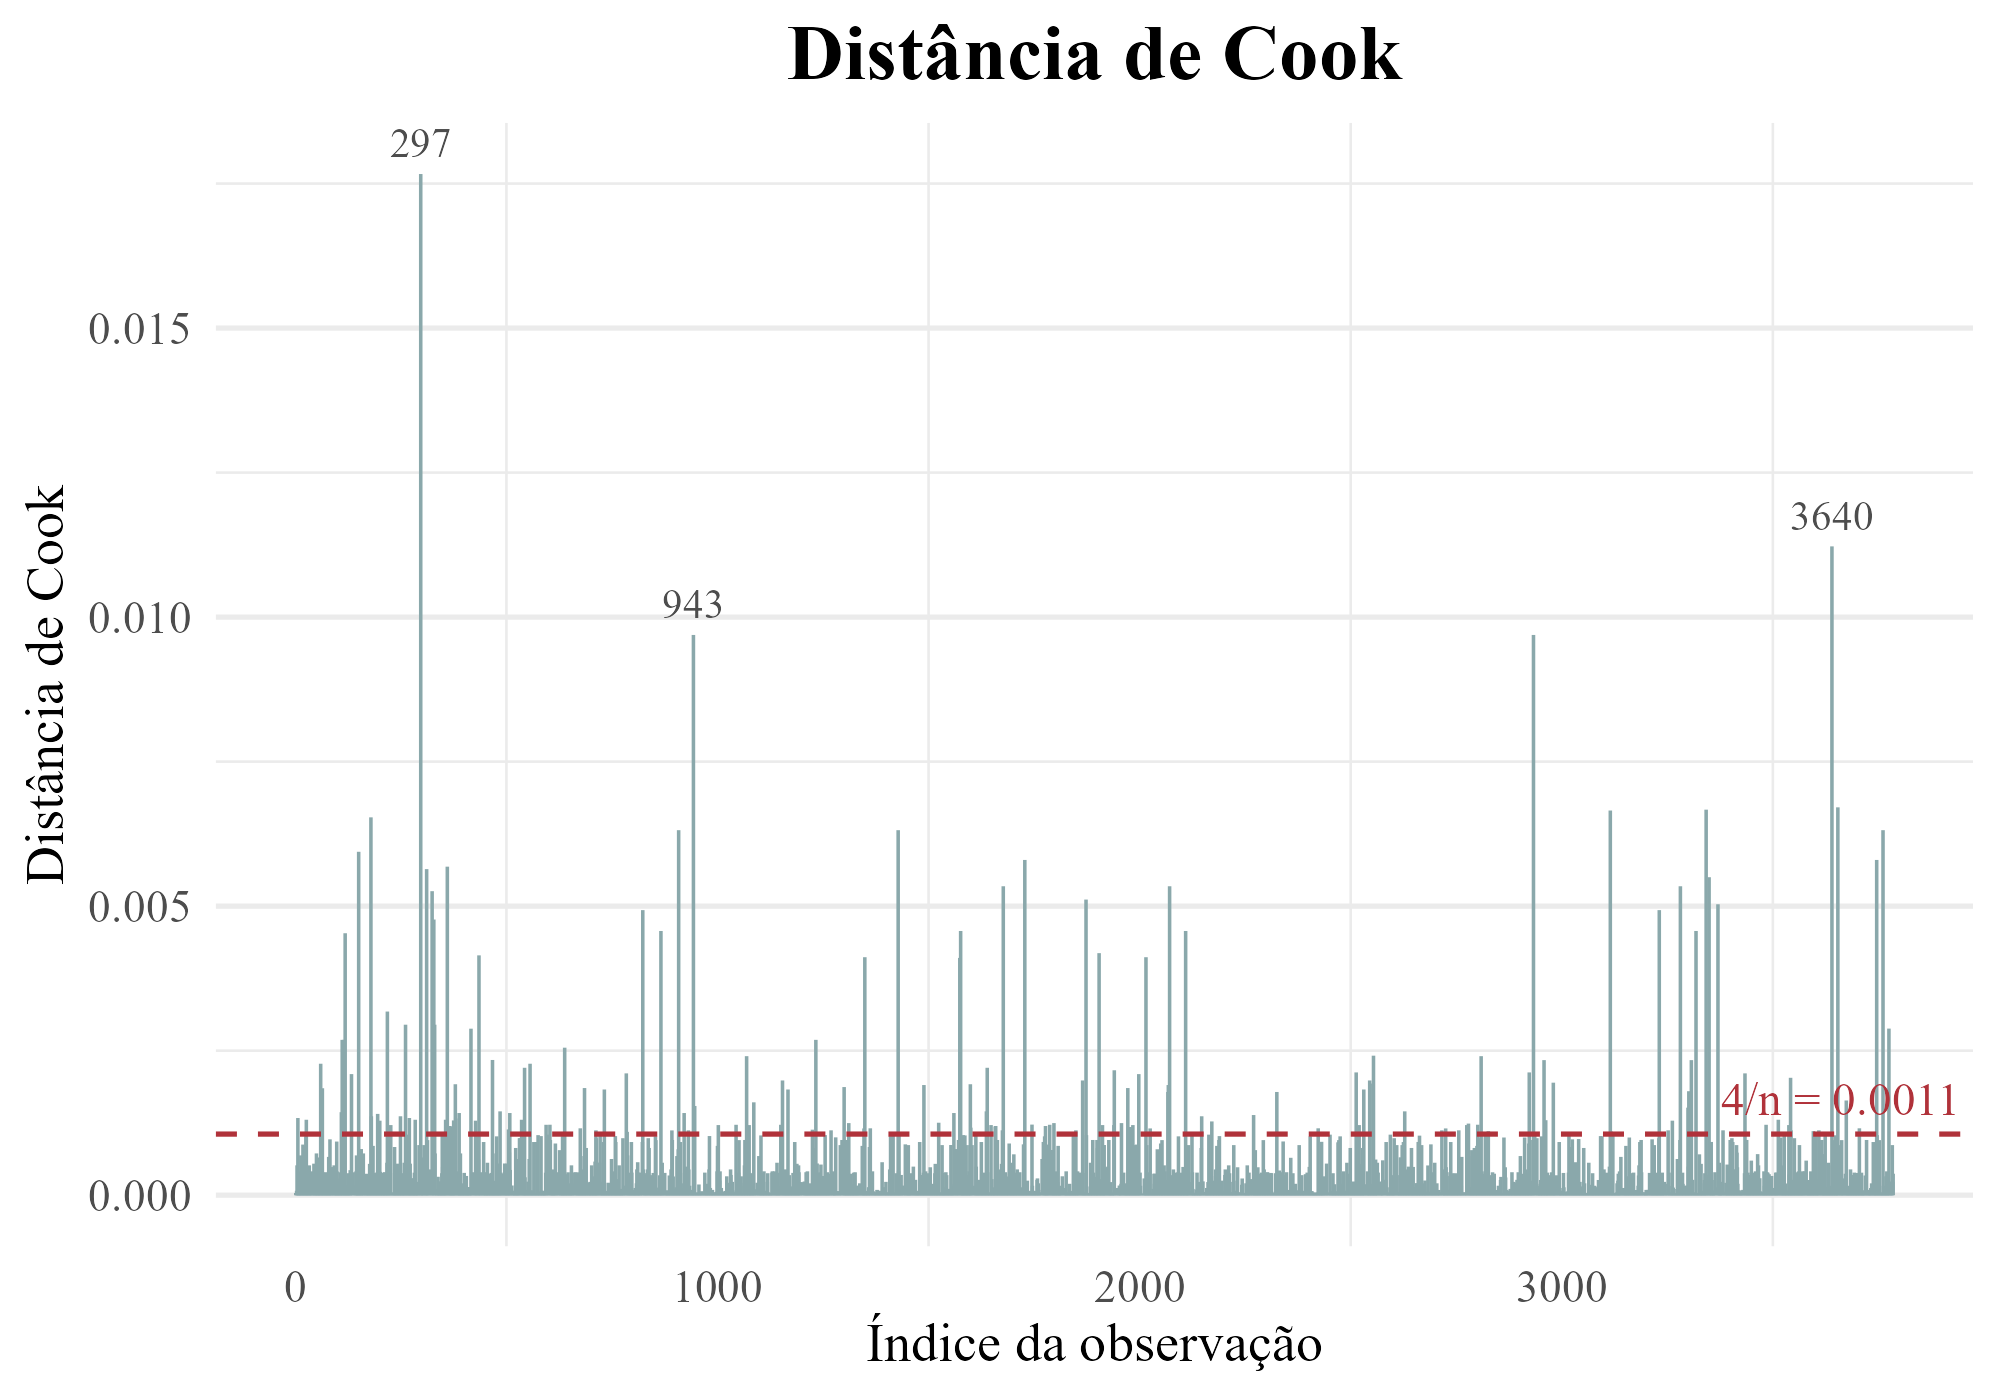 Distância de Cook
297
0.015
3640
943
0.010
Distância de Cook
0.005
4/n = 0.0011
0.000
0 1000 2000 3000
Índice da observação